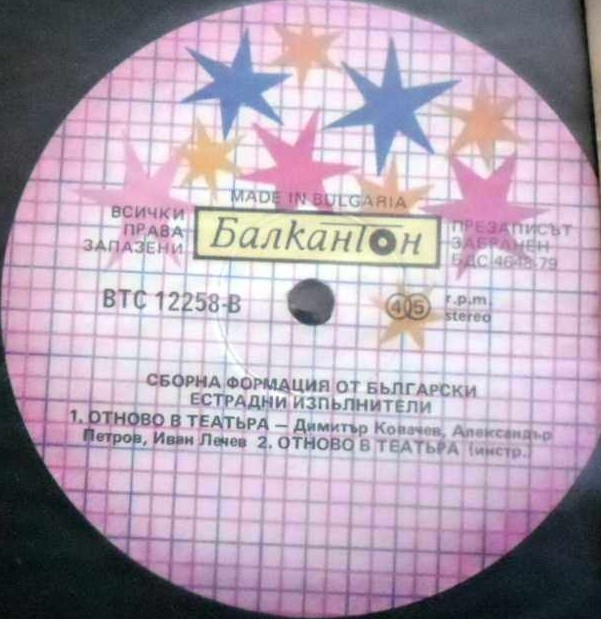 MADE IN BULGARIA
ВСИЧКИ
ПРАВА
ЗАПАЗЕНИ
Балкантон
ПРЕЗАПИСЪТ
ЗАБРАНЕН
БДС 4648-79
ВТС 12258-В
45 r.p.m.
stereo
СБОРНА ФОРМАЦИЯ ОТ БЪЛГАРСКИ
ЕСТРАДНИ ИЗПЪЛНИТЕЛИ
1. ОТНОВО В ТЕАТЪРА – Димитър Ковачев, Александър
Петров, Иван Лечев 2. ОТНОВО В ТЕАТЪРА (инстр.)